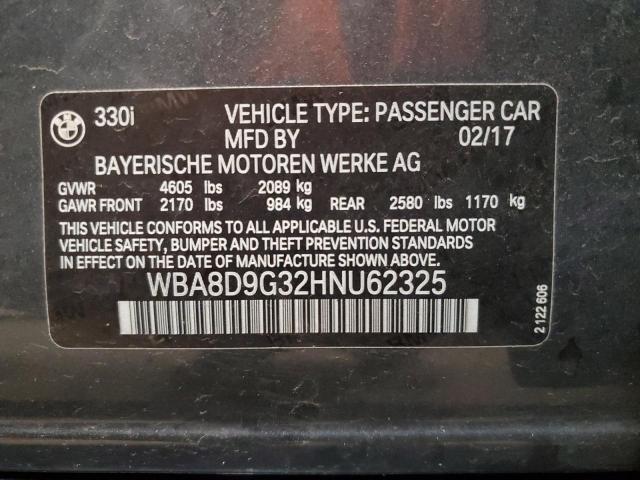 BMW 330i VEHICLE TYPE: PASSENGER CAR
MFD BY 02/17
BAYERISCHE MOTOREN WERKE AG
GVWR 4605 lbs 2089 kg
GAWR FRONT 2170 lbs 984 kg REAR 2580 lbs 1170 kg
THIS VEHICLE CONFORMS TO ALL APPLICABLE U.S. FEDERAL MOTOR
VEHICLE SAFETY, BUMPER AND THEFT PREVENTION STANDARDS
IN EFFECT ON THE DATE OF MANUFACTURE SHOWN ABOVE.
WBA8D9G32HNU62325
2 122 606